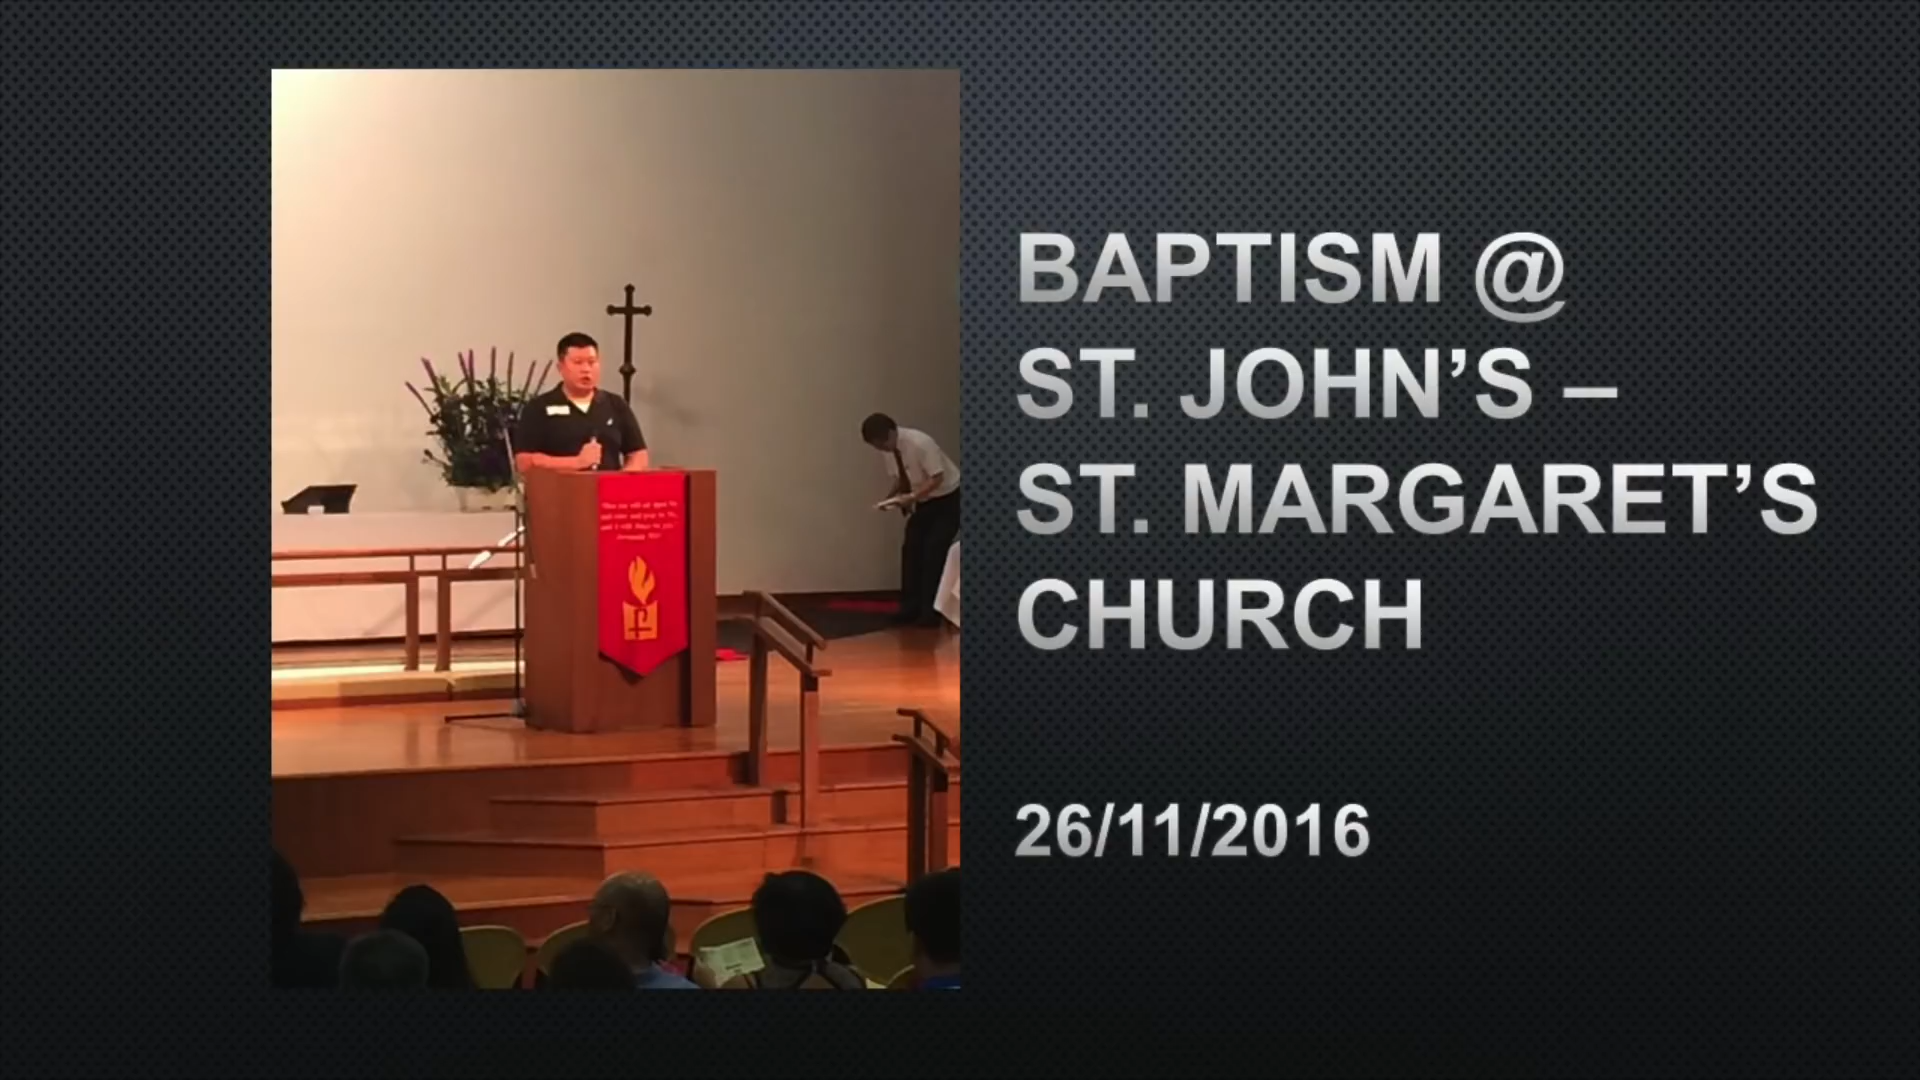 BAPTISM @
ST. JOHN’S –
ST. MARGARET’S
CHURCH
26/11/2016